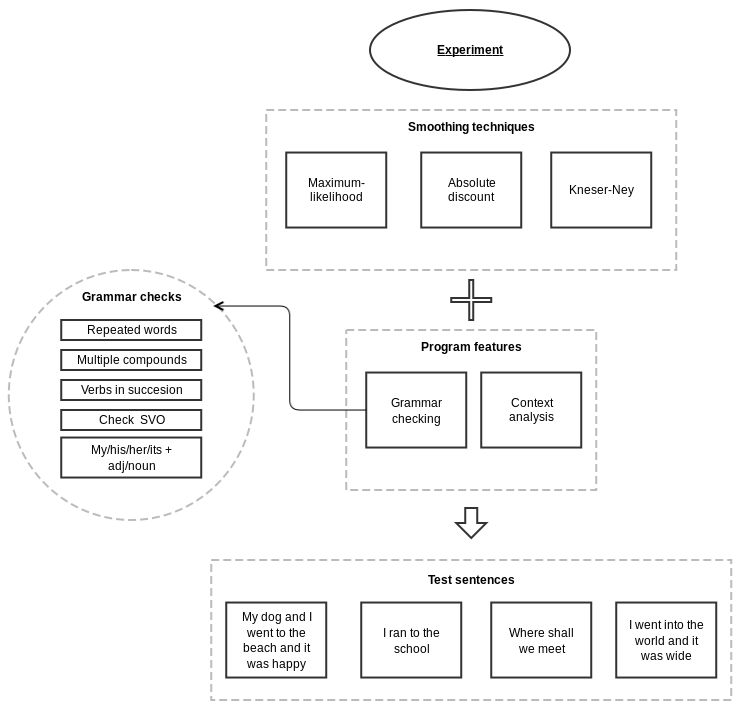 Experiment
Smoothing techniques
Maximum-
likelihood
Absolute
discount
Kneser-Ney
Grammar checks
Repeated words
Multiple compounds
Verbs in succesion
Check  SVO
My/his/her/its +
adj/noun
Program features
Grammar
checking
Context
analysis
Test sentences
My dog and I
went to the
beach and it
was happy
I ran to the
school
Where shall
we meet
I went into the
world and it
was wide